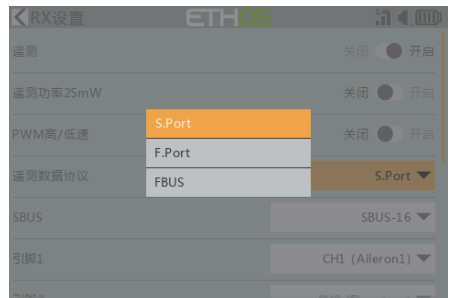 RX设置 ETHOS
遥测 关闭 开启
遥测功率25mW 关闭 开启
PWM高/低速 关闭 开启
S.Port
F.Port
FBUS
遥测数据协议 S.Port
SBUS SBUS-16
引脚1 CH1 (Aileron1)